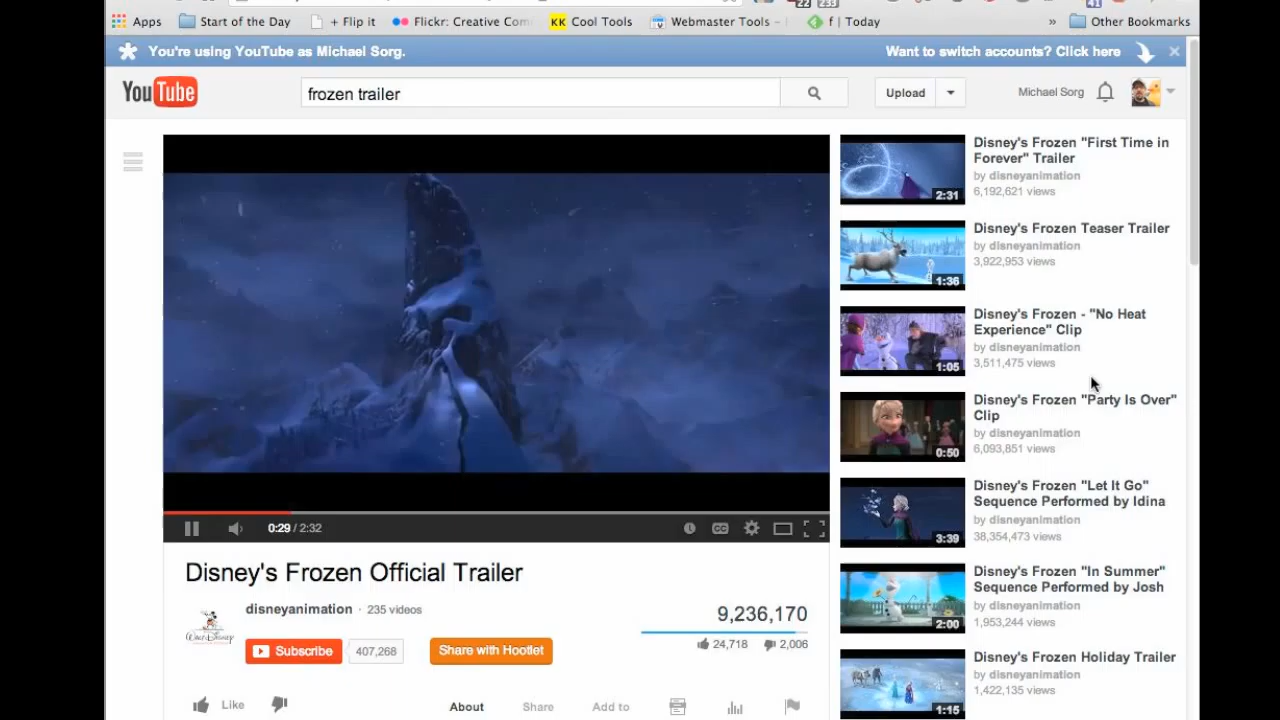 22
233
41
Apps Start of the Day + Flip it Flickr: Creative Com KK Cool Tools Webmaster Tools - f | Today » Other Bookmarks
You're using YouTube as Michael Sorg. Want to switch accounts? Click here
YouTube frozen trailer Upload Michael Sorg
Disney's Frozen "First Time in
Forever" Trailer
by disneyanimation
6,192,621 views
2:31
Disney's Frozen Teaser Trailer
by disneyanimation
3,922,953 views
1:36
Disney's Frozen - "No Heat
Experience" Clip
by disneyanimation
3,511,475 views
1:05
Disney's Frozen "Party Is Over"
Clip
by disneyanimation
6,093,851 views
0:50
Disney's Frozen "Let It Go"
Sequence Performed by Idina
by disneyanimation
38,354,473 views
3:39
Disney's Frozen "In Summer"
Sequence Performed by Josh
by disneyanimation
1,953,244 views
2:00
Disney's Frozen Holiday Trailer
by disneyanimation
1,422,135 views
1:15
0:29 / 2:32 CC
Disney's Frozen Official Trailer
disneyanimation · 235 videos
Walt Disney
9,236,170
Subscribe 407,268 Share with Hootlet
24,718 2,006
Like About Share Add to